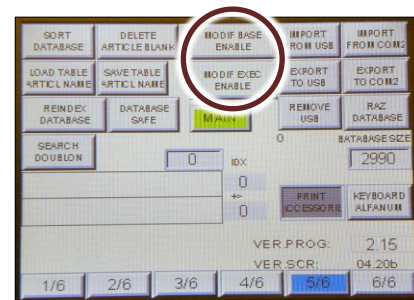 SORT DATABASE
DELETE ARTICLE BLANK
MODIF BASE ENABLE
IMPORT FROM USB
IMPORT FROM COM2
LOAD TABLE ARTICL NAME
SAVE TABLE ARTICL NAME
MODIF EXEC ENABLE
EXPORT TO USB
EXPORT TO COM2
REINDEX DATABASE
DATABASE SAFE
MAIN
REMOVE USB
RAZ DATABASE
SEARCH DOUBLON
0 IDX
0
DATABASE SIZE
2990
0
+>
0
PRINT ACCESSORI
KEYBOARD ALFANUM
VER.PROG: 2.15
VER.SCR: 04.20b
1/6 2/6 3/6 4/6 5/6 6/6